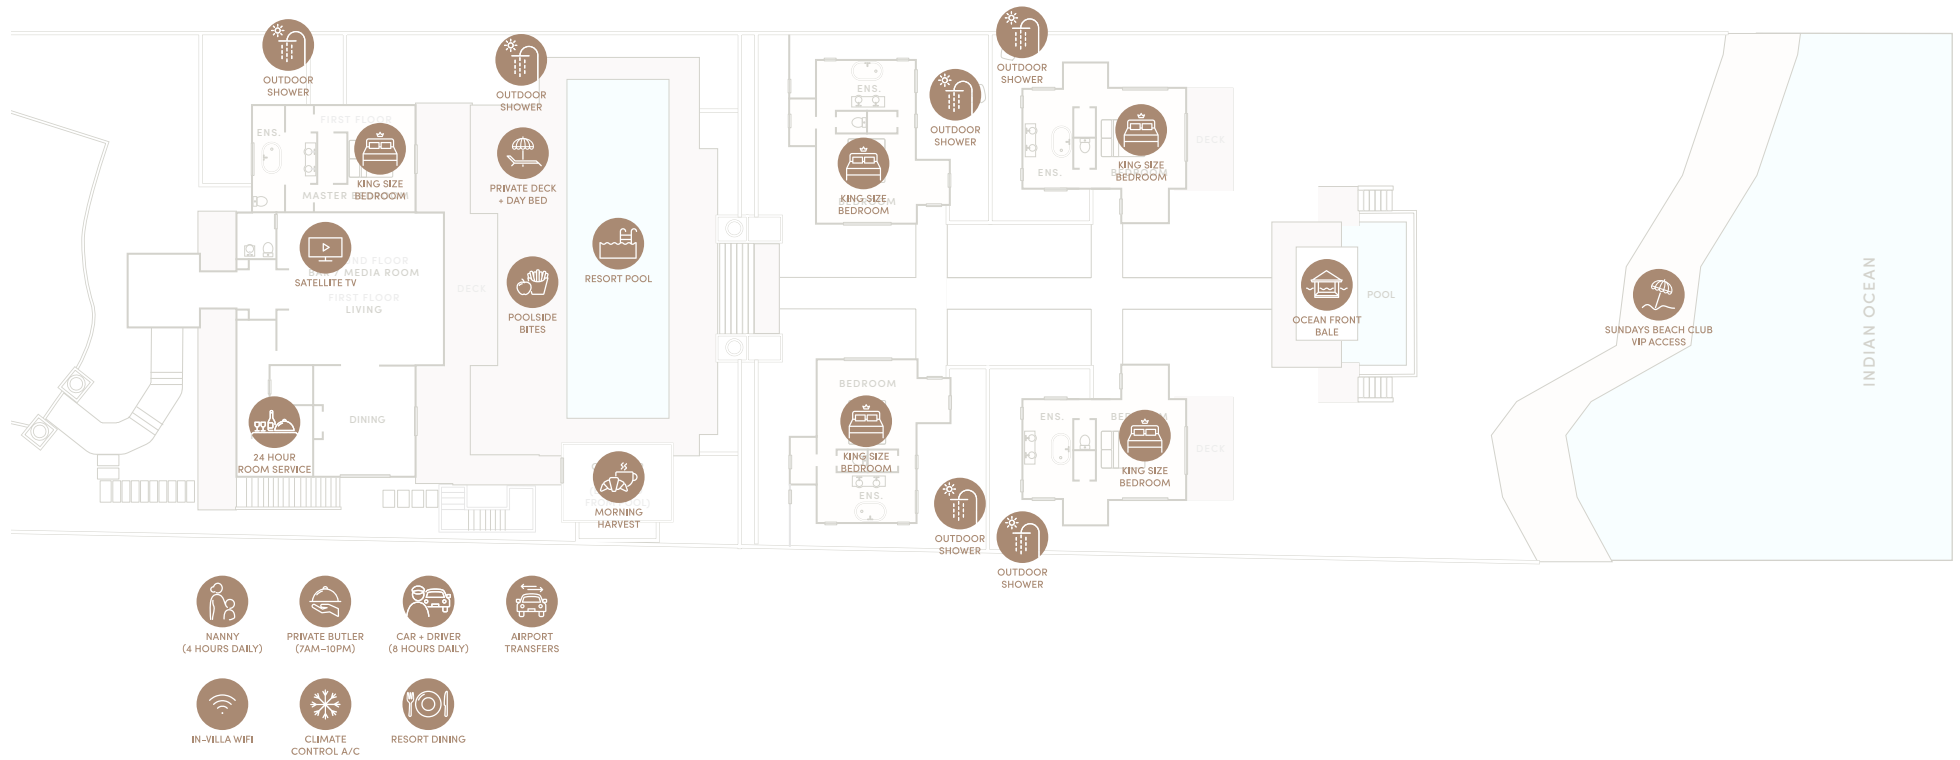 OUTDOOR
SHOWER
OUTDOOR
SHOWER
OUTDOOR
SHOWER
OUTDOOR
SHOWER
ENS.
FIRST FLOOR
KING SIZE
BEDROOM
MASTER
PRIVATE DECK
+ DAY BED
ENS.
KING SIZE
BEDROOM
BEDROOM
KING SIZE
BEDROOM
ENS.
DECK
SATELLITE TV
FLOOR
MEDIA ROOM
FIRST FLOOR
LIVING
DECK
POOLSIDE
BITES
RESORT POOL
OCEAN FRONT
BALE
POOL
SUNDAYS BEACH CLUB
VIP ACCESS
INDIAN OCEAN
DINING
24 HOUR
ROOM SERVICE
MORNING
HARVEST
BEDROOM
KING SIZE
BEDROOM
ENS.
ENS.
KING SIZE
BEDROOM
DECK
OUTDOOR
SHOWER
OUTDOOR
SHOWER
NANNY
(4 HOURS DAILY)
PRIVATE BUTLER
(7AM–10PM)
CAR + DRIVER
(8 HOURS DAILY)
AIRPORT
TRANSFERS
IN-VILLA WIFI
CLIMATE
CONTROL A/C
RESORT DINING